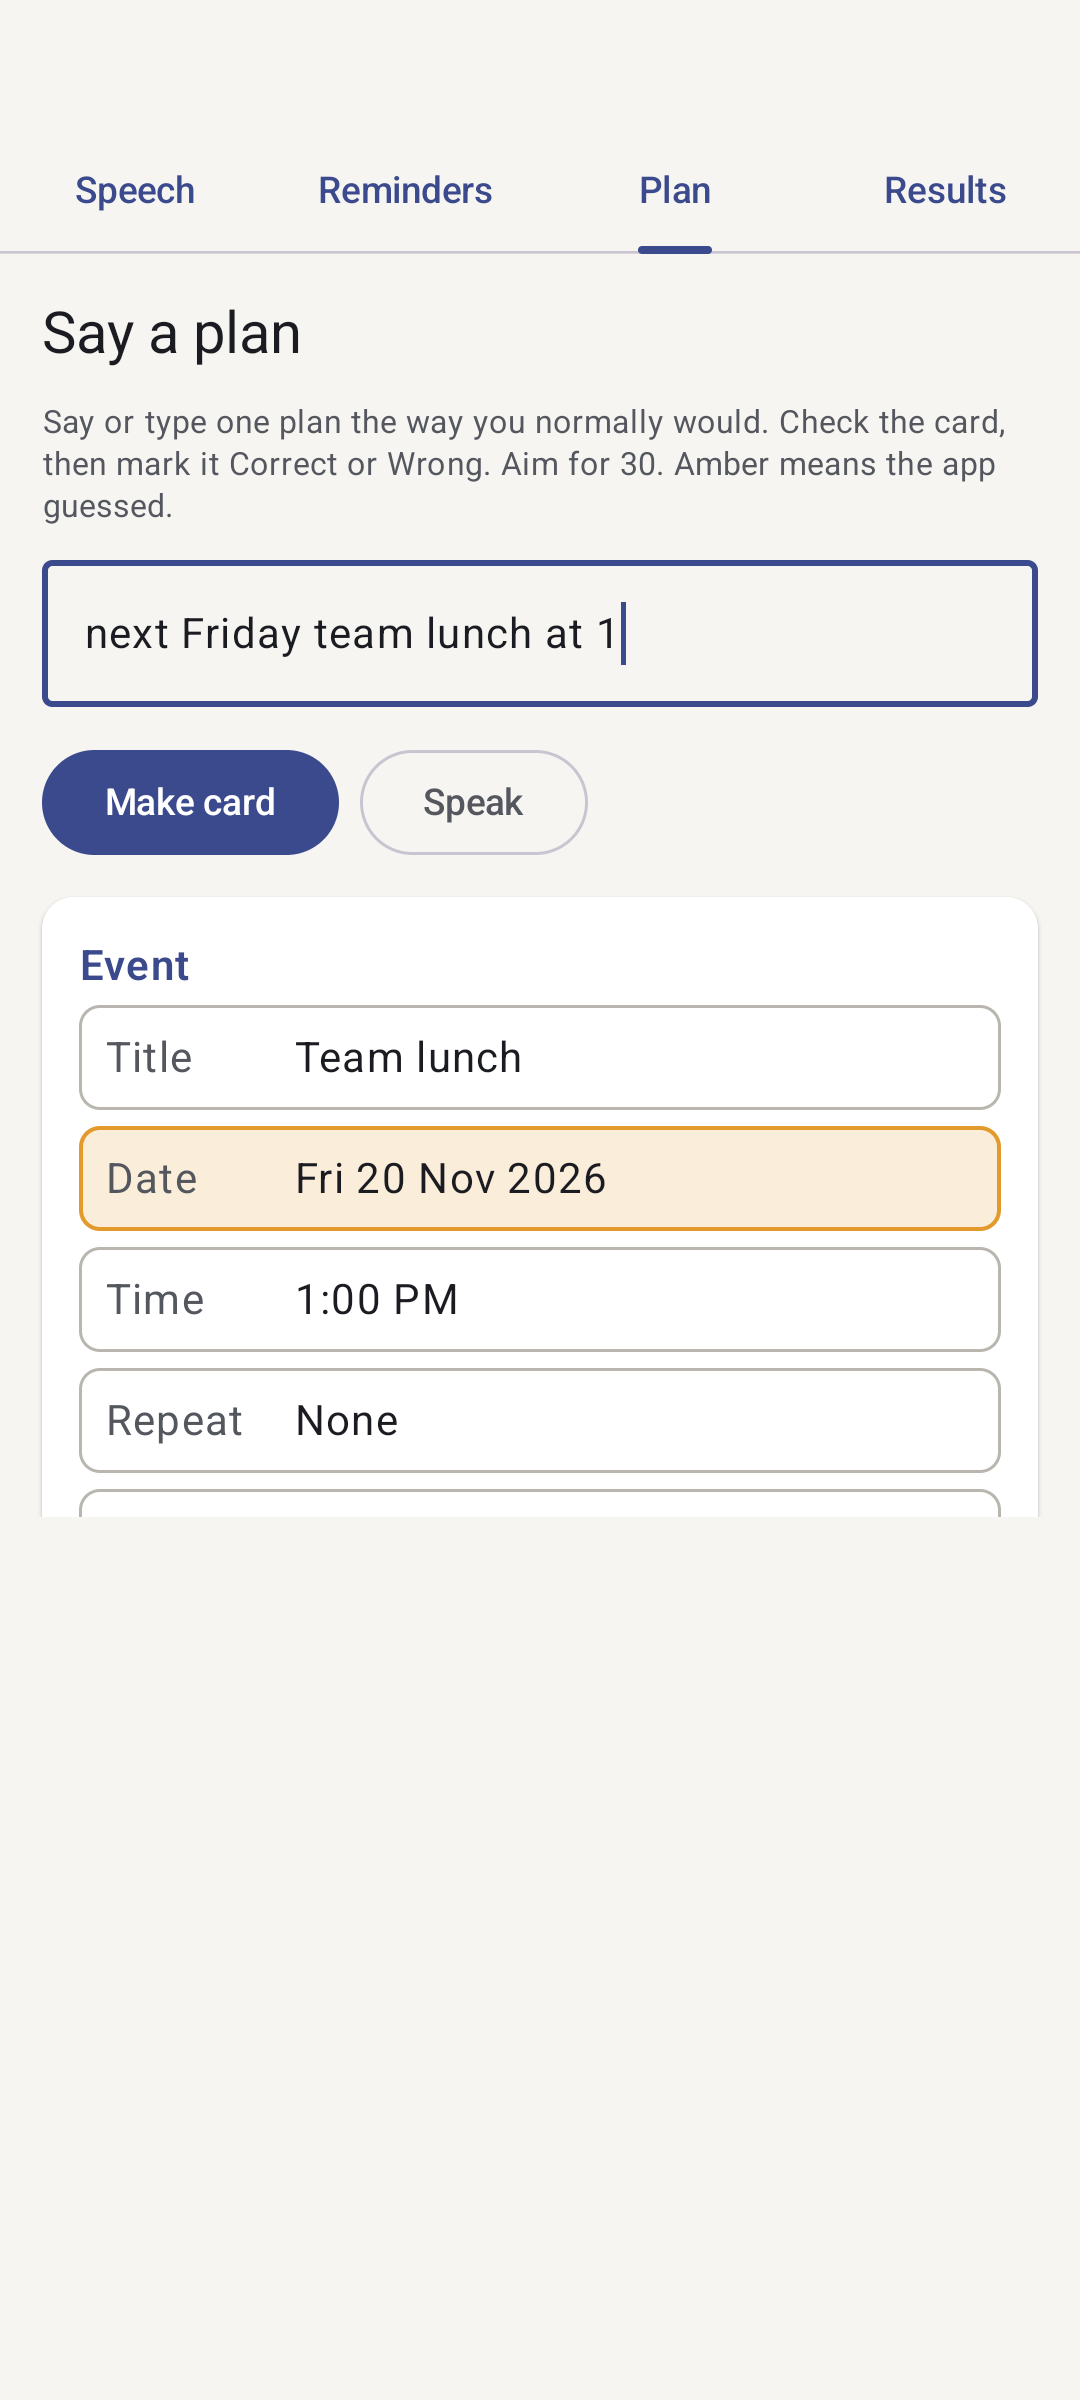 Speech
Reminders
Plan
Results
Say a plan
Say or type one plan the way you normally would. Check the card,
then mark it Correct or Wrong. Aim for 30. Amber means the app
guessed.
next Friday team lunch at 1
Make card
Speak
Event
Title Team lunch
Date Fri 20 Nov 2026
Time 1:00 PM
Repeat None